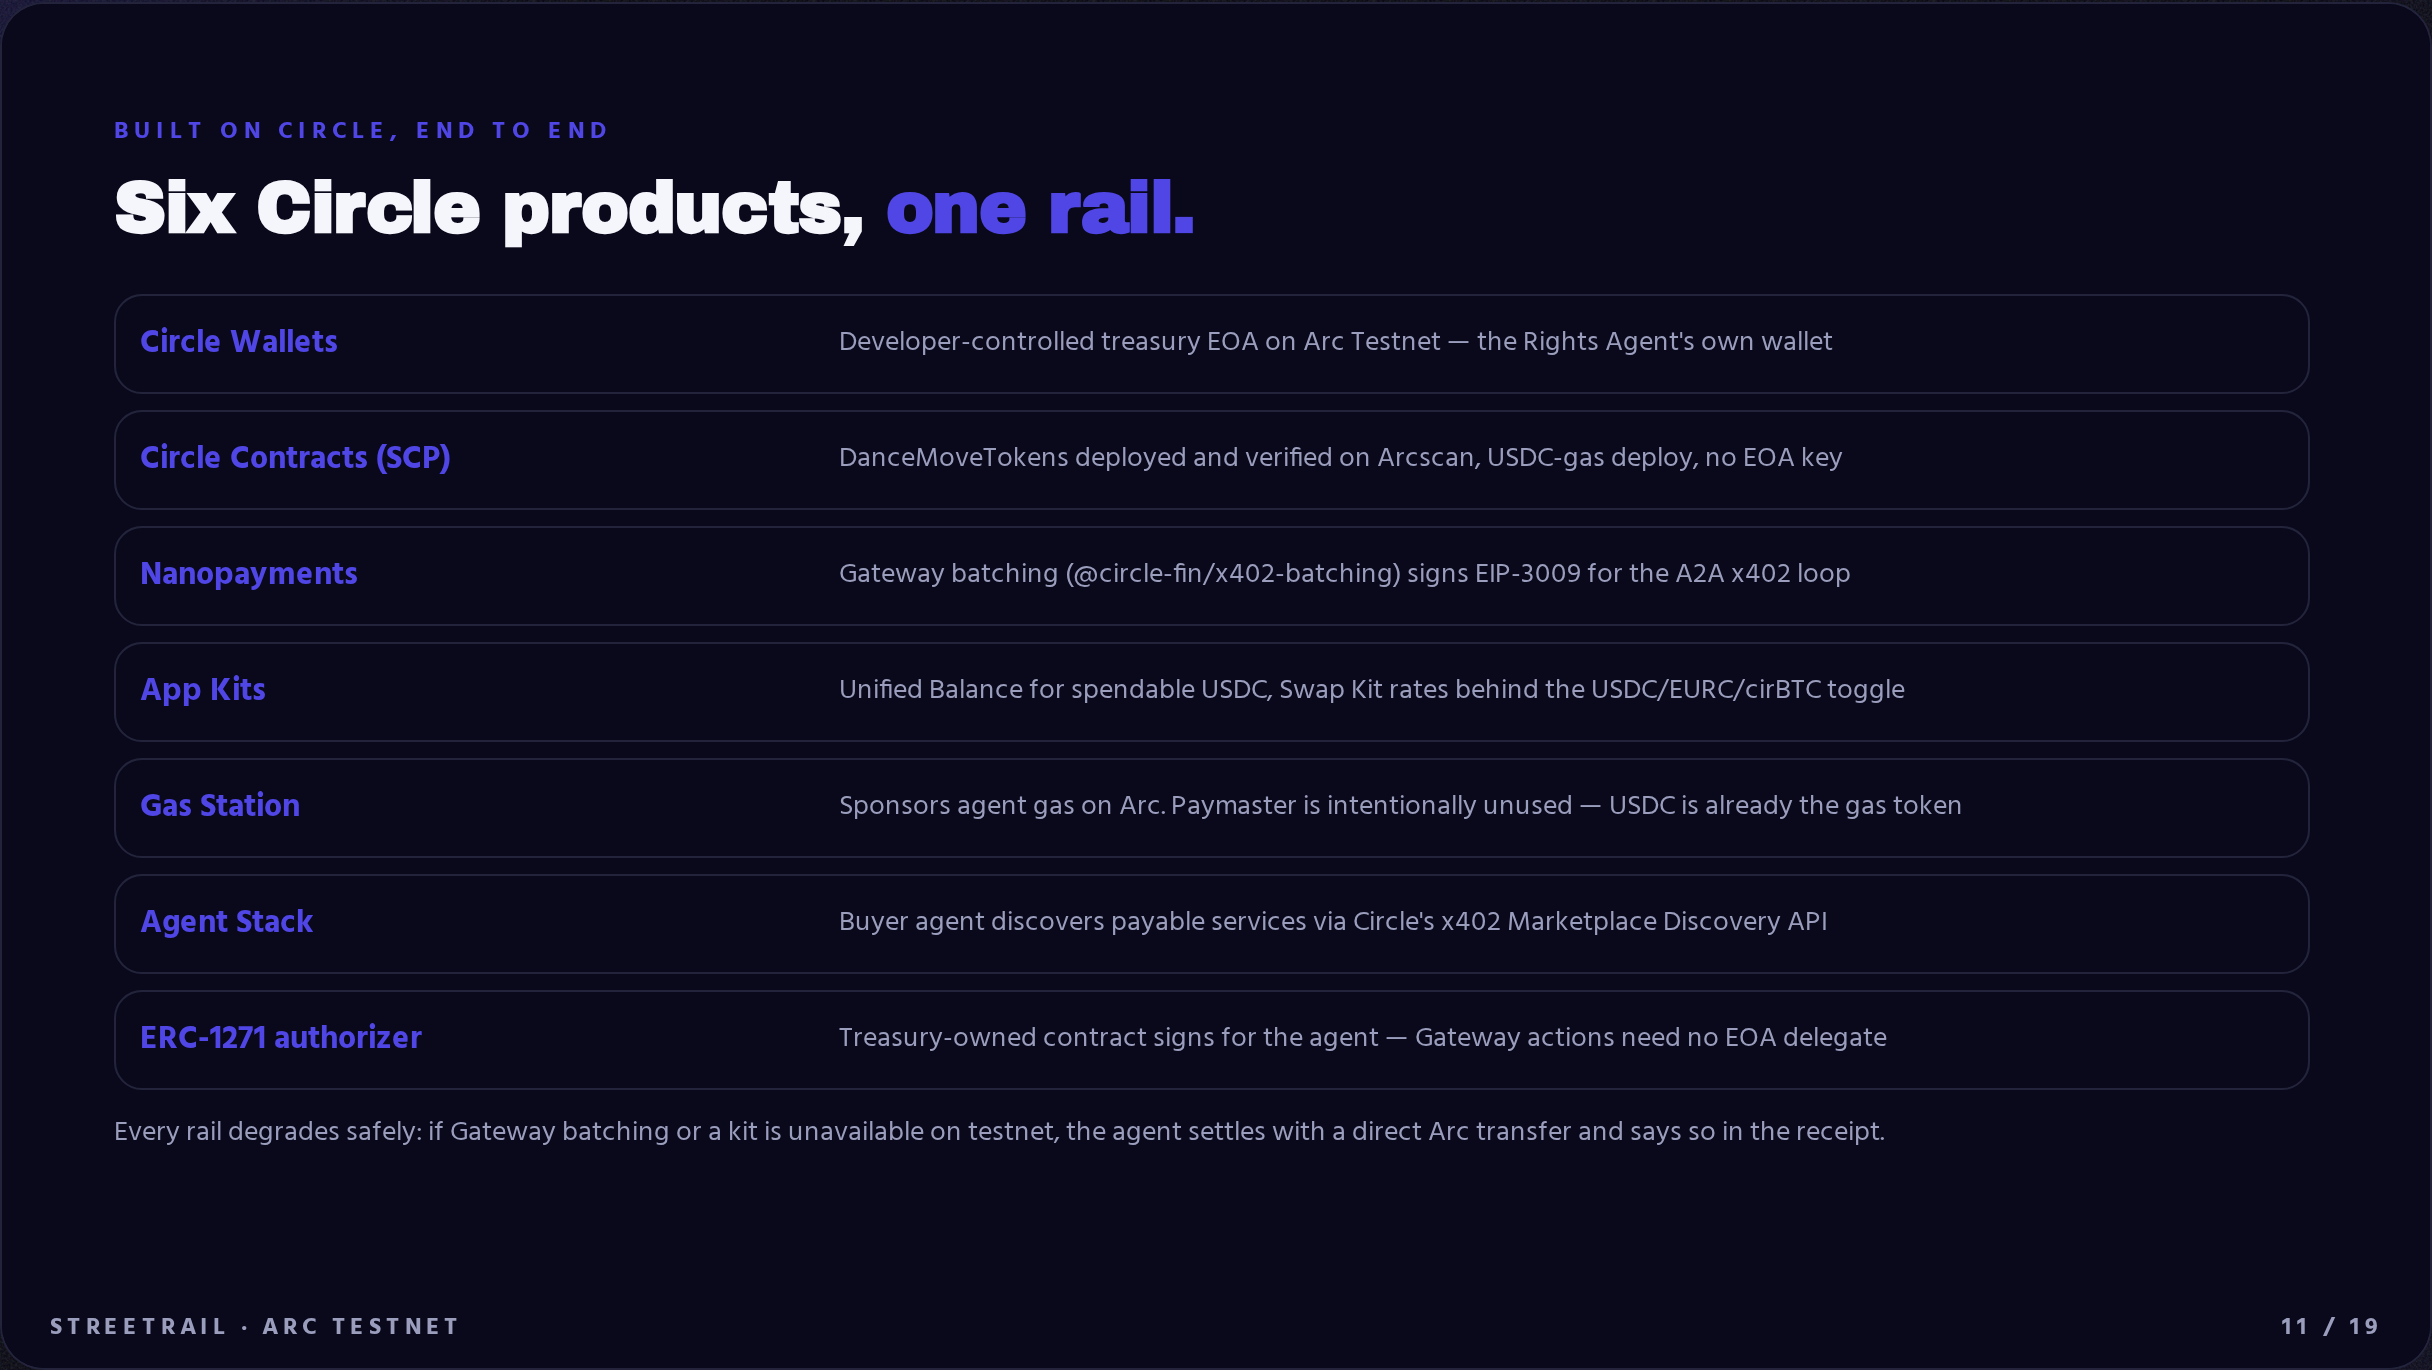 BUILT ON CIRCLE, END TO END
Six Circle products, one rail.
Circle Wallets
Developer-controlled treasury EOA on Arc Testnet — the Rights Agent's own wallet
Circle Contracts (SCP)
DanceMoveTokens deployed and verified on Arcscan, USDC-gas deploy, no EOA key
Nanopayments
Gateway batching (@circle-fin/x402-batching) signs EIP-3009 for the A2A x402 loop
App Kits
Unified Balance for spendable USDC, Swap Kit rates behind the USDC/EURC/cirBTC toggle
Gas Station
Sponsors agent gas on Arc. Paymaster is intentionally unused — USDC is already the gas token
Agent Stack
Buyer agent discovers payable services via Circle's x402 Marketplace Discovery API
ERC-1271 authorizer
Treasury-owned contract signs for the agent — Gateway actions need no EOA delegate
Every rail degrades safely: if Gateway batching or a kit is unavailable on testnet, the agent settles with a direct Arc transfer and says so in the receipt.
STREETRAIL · ARC TESTNET
11 / 19